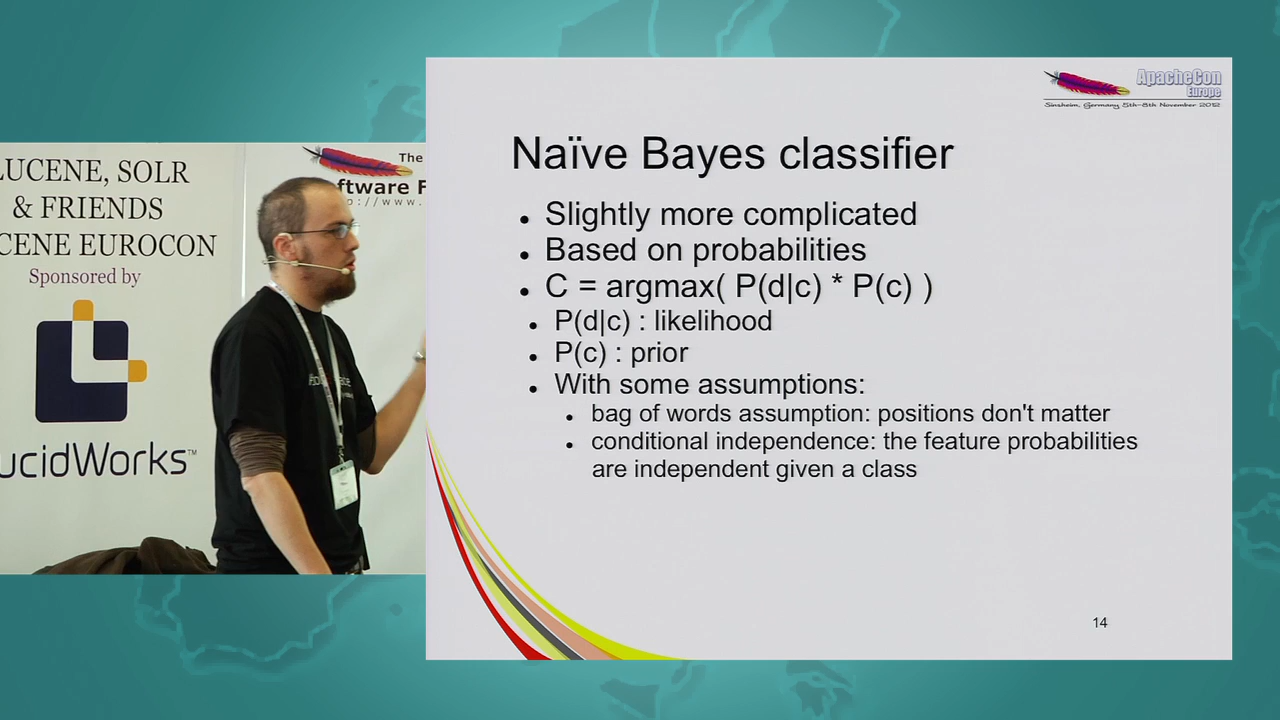 LUCENE, SOLR
& FRIENDS
CENE EUROCON
Sponsored by
ucidWorks™
The
ftware F
p://www.
ApacheCon
Europe
Sinsheim, Germany, 5th-8th November 2012
Naïve Bayes classifier
• Slightly more complicated
• Based on probabilities
• C = argmax( P(d|c) * P(c) )
• P(d|c) : likelihood
• P(c) : prior
• With some assumptions:
• bag of words assumption: positions don't matter
• conditional independence: the feature probabilities
are independent given a class
14